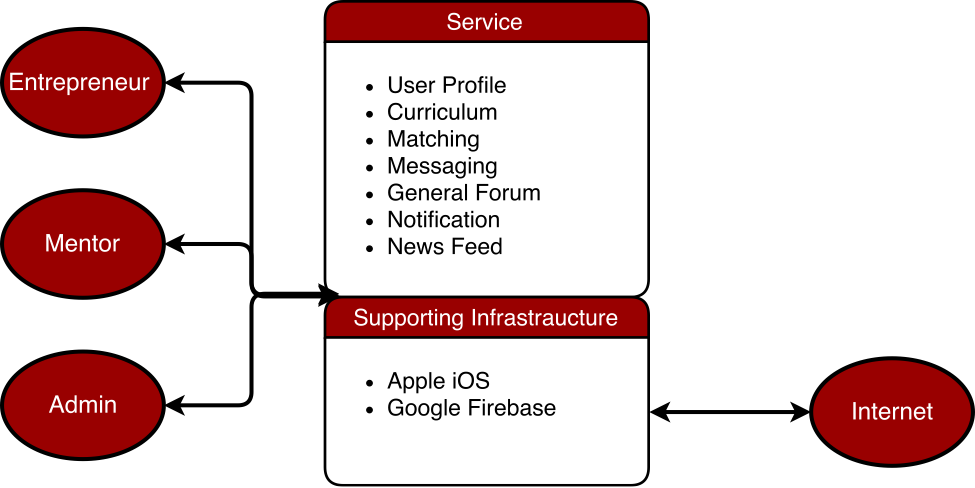 Service
Entrepreneur
• User Profile
• Curriculum
• Matching
• Messaging
• General Forum
• Notification
• News Feed
Mentor
Supporting Infrastraucture
• Apple iOS
• Google Firebase
Admin
Internet